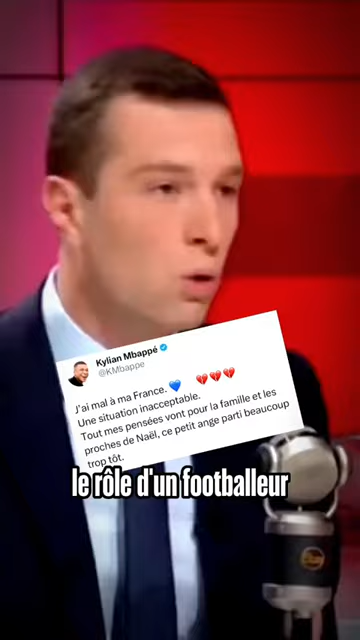 Kylian Mbappé
@KMbappe
J'ai mal à ma France. 💙 💔💔💔
Une situation inacceptable.
Tout mes pensées vont pour la famille et les
proches de Naël, ce petit ange parti beaucoup
trop tôt.
le rôle d'un footballeur